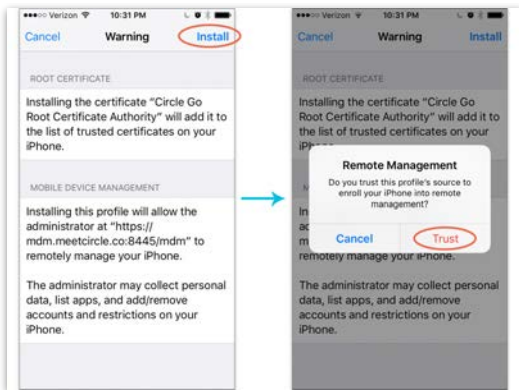 Verizon 10:31 PM
Cancel Warning Install
ROOT CERTIFICATE
Installing the certificate "Circle Go
Root Certificate Authority" will add it to
the list of trusted certificates on your
iPhone.
MOBILE DEVICE MANAGEMENT
Installing this profile will allow the
administrator at "https://
mdm.meetcircle.co:8445/mdm" to
remotely manage your iPhone.
The administrator may collect personal
data, list apps, and add/remove
accounts and restrictions on your
iPhone.
Verizon 10:31 PM
Cancel Warning Install
ROOT CERTIFICATE
Installing the certificate "Circle Go
Root Certificate Authority" will add it to
the list of trusted certificates on your
Remote Management
Do you trust this profile's source to
enroll your iPhone into remote
management?
Cancel Trust
remotely manage your iPhone.
The administrator may collect personal
data, list apps, and add/remove
accounts and restrictions on your
iPhone.